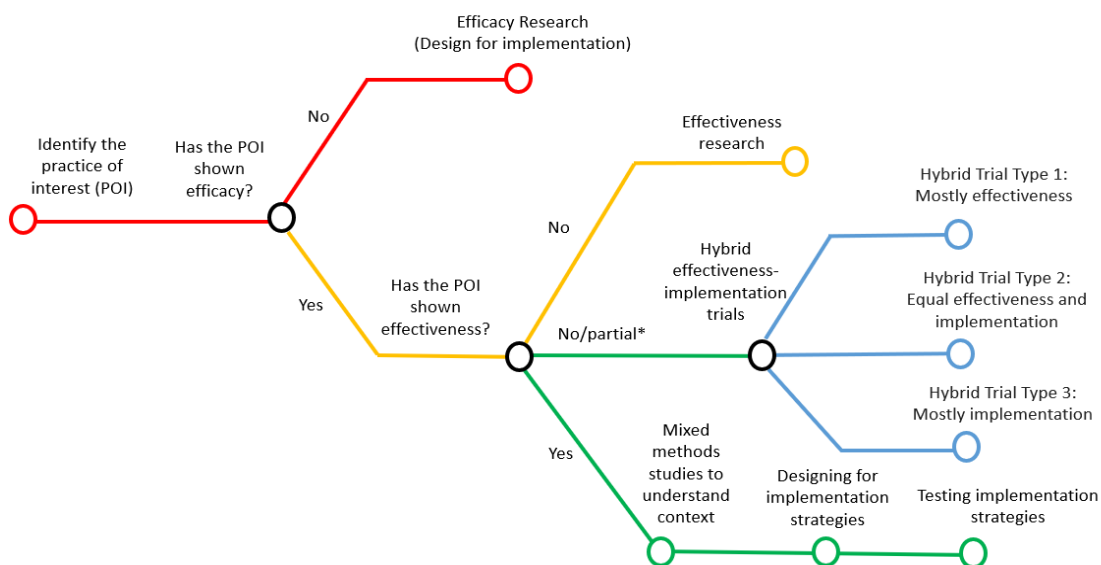 Efficacy Research
(Design for implementation)
No
Identify the
practice of
interest (POI)
Has the POI
shown
efficacy?
Effectiveness
research
Hybrid Trial Type 1:
Mostly effectiveness
No
Yes
Has the POI
shown
effectiveness?
Hybrid
effectiveness-
implementation
trials
No/partial*
Hybrid Trial Type 2:
Equal effectiveness and
implementation
Hybrid Trial Type 3:
Mostly implementation
Yes
Mixed
methods
studies to
understand
context
Designing for
implementation
strategies
Testing implementation
strategies